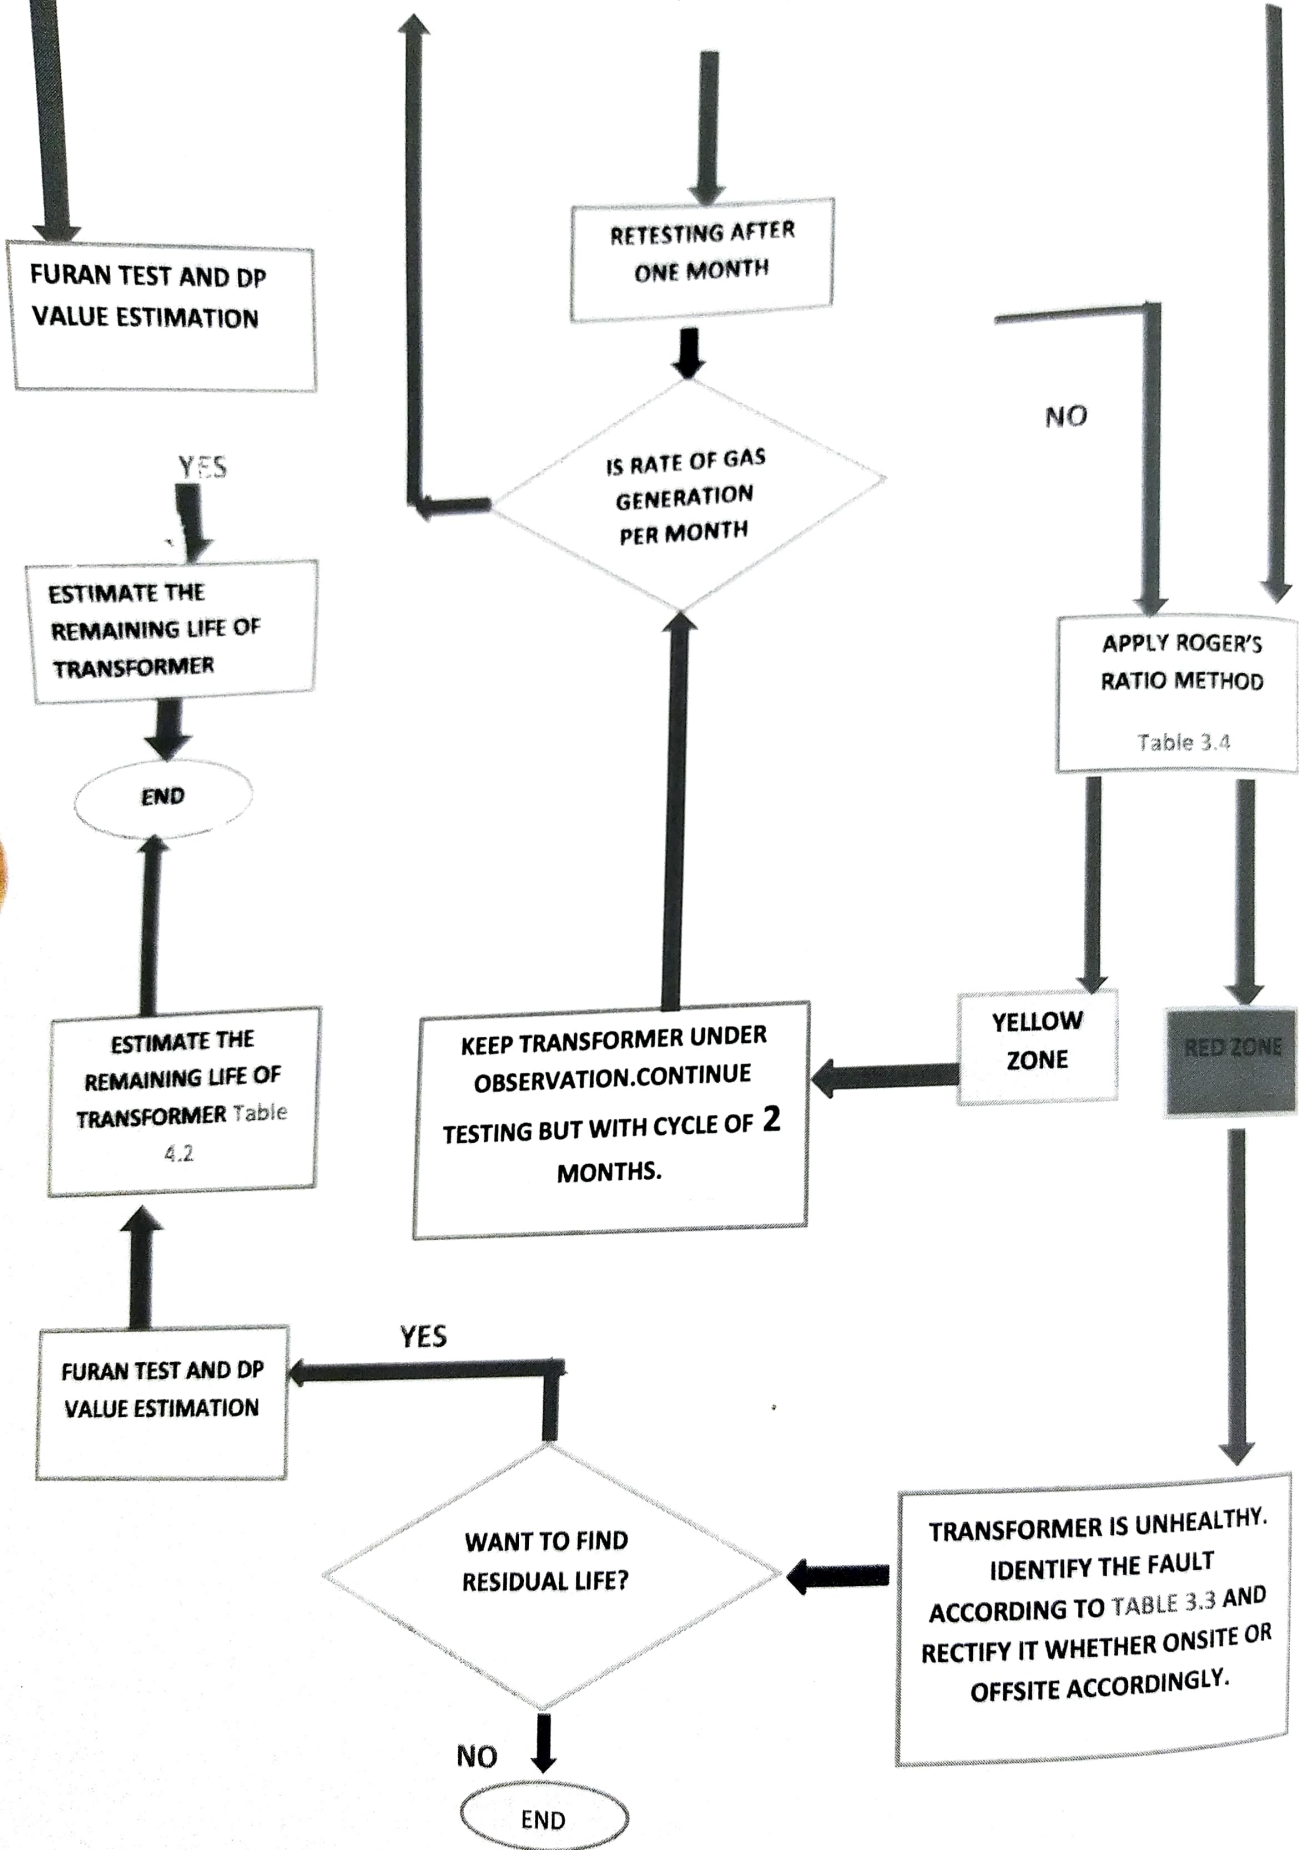 RETESTING AFTER
ONE MONTH
FURAN TEST AND DP
VALUE ESTIMATION
NO
YES
IS RATE OF GAS
GENERATION
PER MONTH
ESTIMATE THE
REMAINING LIFE OF
TRANSFORMER
APPLY ROGER'S
RATIO METHOD
Table 3.4
END
YELLOW
ZONE
RED ZONE
KEEP TRANSFORMER UNDER
OBSERVATION.CONTINUE
TESTING BUT WITH CYCLE OF 2
MONTHS.
ESTIMATE THE
REMAINING LIFE OF
TRANSFORMER Table
4.2
YES
FURAN TEST AND DP
VALUE ESTIMATION
WANT TO FIND
RESIDUAL LIFE?
TRANSFORMER IS UNHEALTHY.
IDENTIFY THE FAULT
ACCORDING TO TABLE 3.3 AND
RECTIFY IT WHETHER ONSITE OR
OFFSITE ACCORDINGLY.
NO
END